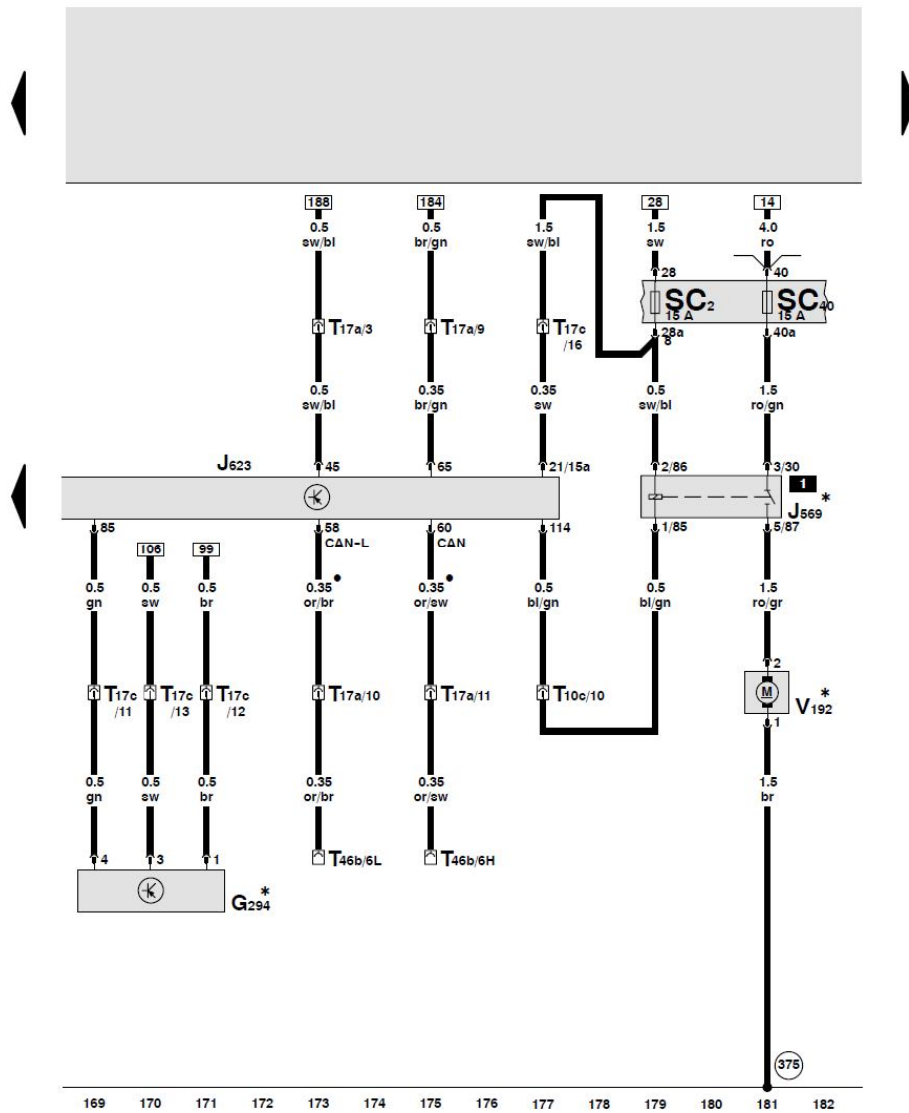 188 184 28 14
0.5 0.5 1.5 1.5 4.0
sw/bl br/gn sw/bl sw ro
28 40
SC2 SC40
15 A 15 A
T17a/3 T17a/9 T17c/16 28a 40a
8
0.5 0.35 0.35 0.5 1.5
sw/bl br/gn sw sw/bl ro/gn
J623 45 65 21/15a 2/86 3/30
1
J569*
85 58 60 114 1/85 5/87
CAN-L CAN
106 99
0.5 0.5 0.5 0.35 0.35 0.5 0.5 1.5
gn sw br or/br or/sw bl/gn bl/gn ro/gr
2
T17c/11 T17c/13 T17c/12 T17a/10 T17a/11 T10c/10 M V192*
1
0.5 0.5 0.5 0.35 0.35 1.5
gn sw br or/br or/sw br
4 3 1 T46b/6L T46b/6H
G294*
375
169 170 171 172 173 174 175 176 177 178 179 180 181 182